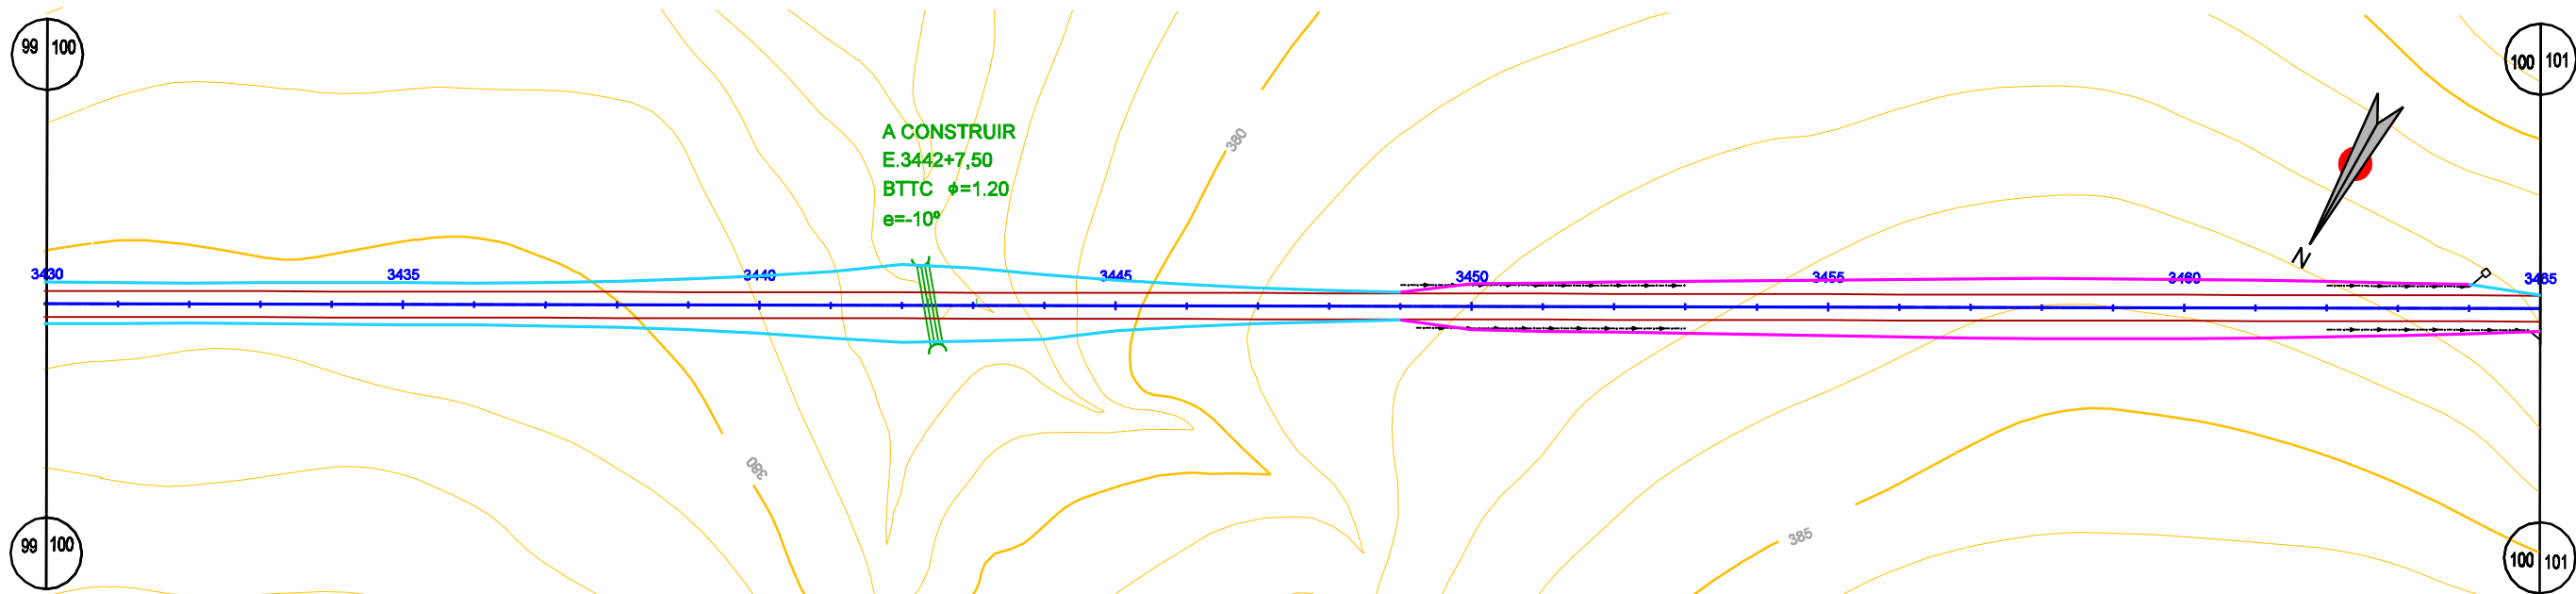 99 100
100 101
A CONSTRUIR
E.3442+7,50
BTTC ϕ=1.20
e=-10º
380
N
3430 3435 3440 3445 3450 3455 3460 3465
380
385
99 100
100 101